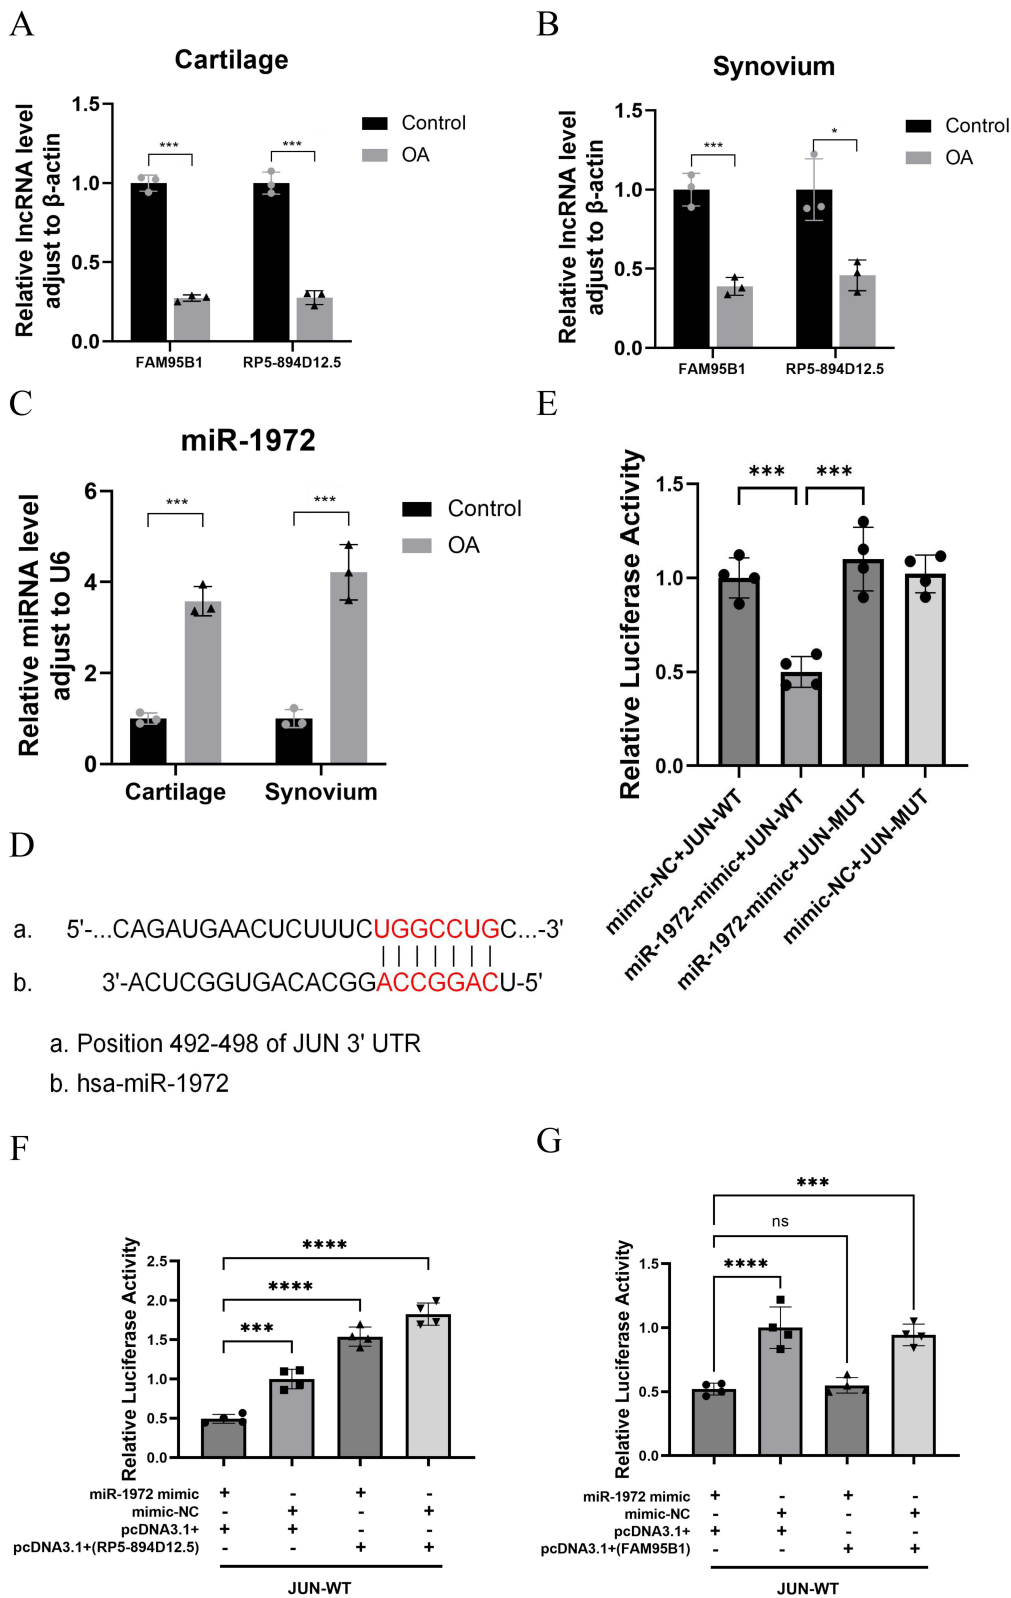 A
Cartilage
Relative lncRNA level
adjust to β-actin
1.5
1.0
0.5
0.0
***
***
Control
OA
FAM95B1
RP5-894D12.5
B
Synovium
Relative lncRNA level
adjust to β-actin
1.5
1.0
0.5
0.0
***
*
Control
OA
FAM95B1
RP5-894D12.5
C
miR-1972
Relative miRNA level
adjust to U6
6
4
2
0
***
***
Control
OA
Cartilage
Synovium
E
Relative Luciferase Activity
1.5
1.0
0.5
0.0
***
***
mimic-NC+JUN-WT
miR-1972-mimic+JUN-WT
miR-1972-mimic+JUN-MUT
mimic-NC+JUN-MUT
D
a. 5'-...CAGAUGAACUCUUUCUGGCCUGC...-3'
b. 3'-ACUCGGUGACACGGACCGGACU-5'
a. Position 492-498 of JUN 3' UTR
b. hsa-miR-1972
F
Relative Luciferase Activity
2.5
2.0
1.5
1.0
0.5
0.0
****
****
***
miR-1972 mimic + - + -
mimic-NC - + - +
pcDNA3.1+ + + - -
pcDNA3.1+(RP5-894D12.5) - - + +
JUN-WT
G
Relative Luciferase Activity
1.5
1.0
0.5
0.0
***
ns
****
miR-1972 mimic + - + -
mimic-NC - + - +
pcDNA3.1+ + + - -
pcDNA3.1+(FAM95B1) - - + +
JUN-WT